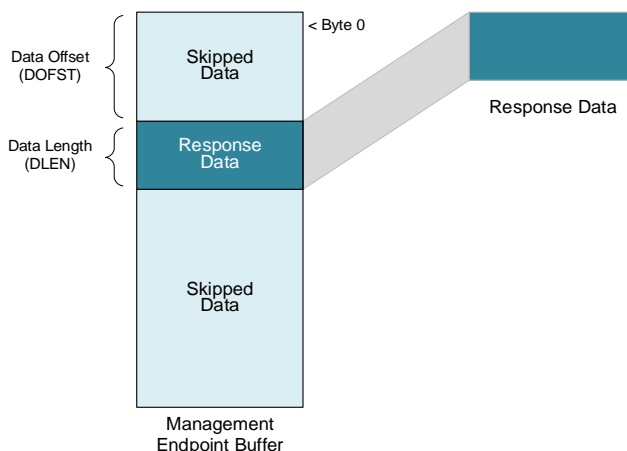 < Byte 0
Data Offset
(DOFST)
Skipped
Data
Response Data
Data Length
(DLEN)
Response
Data
Skipped
Data
Management
Endpoint Buffer